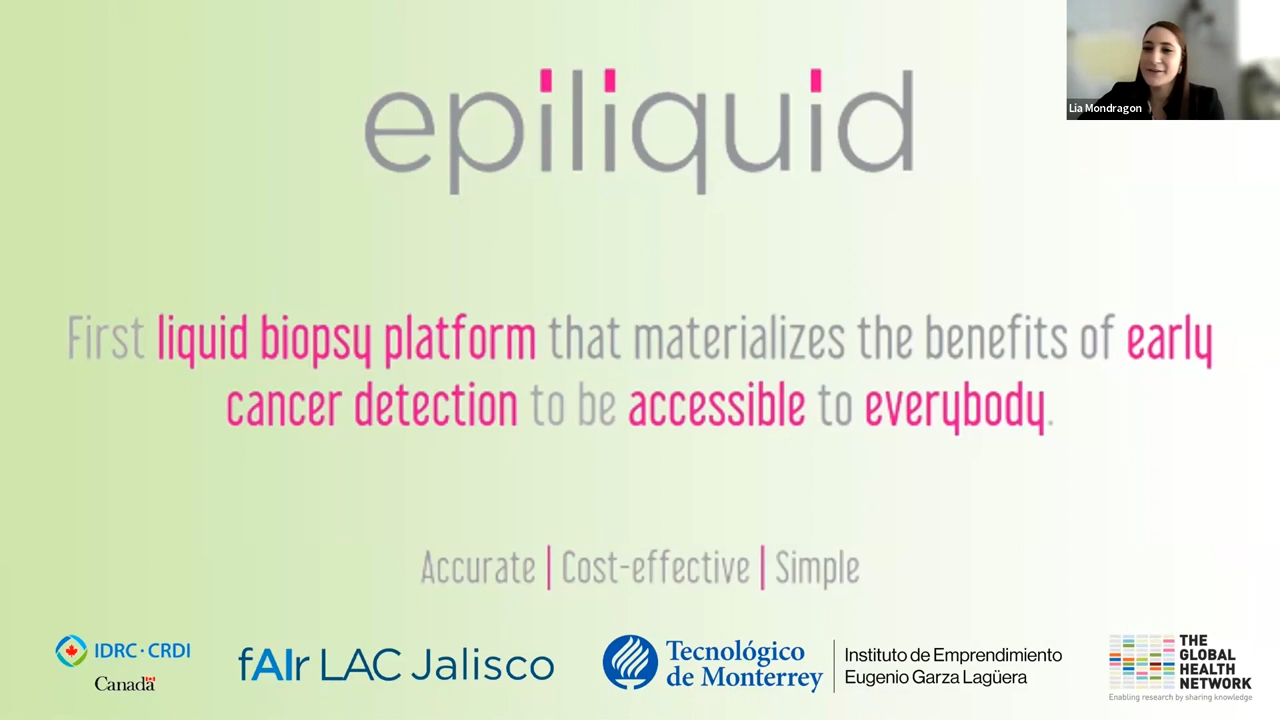 Lia Mondragon
epiliquid
First liquid biopsy platform that materializes the benefits of early
cancer detection to be accessible to everybody.
Accurate | Cost-effective | Simple
IDRC · CRDI
Canada
fAIr LAC Jalisco
Tecnológico
de Monterrey
Instituto de Emprendimiento
Eugenio Garza Lagüera
THE
GLOBAL
HEALTH
NETWORK
Enabling research by sharing knowledge